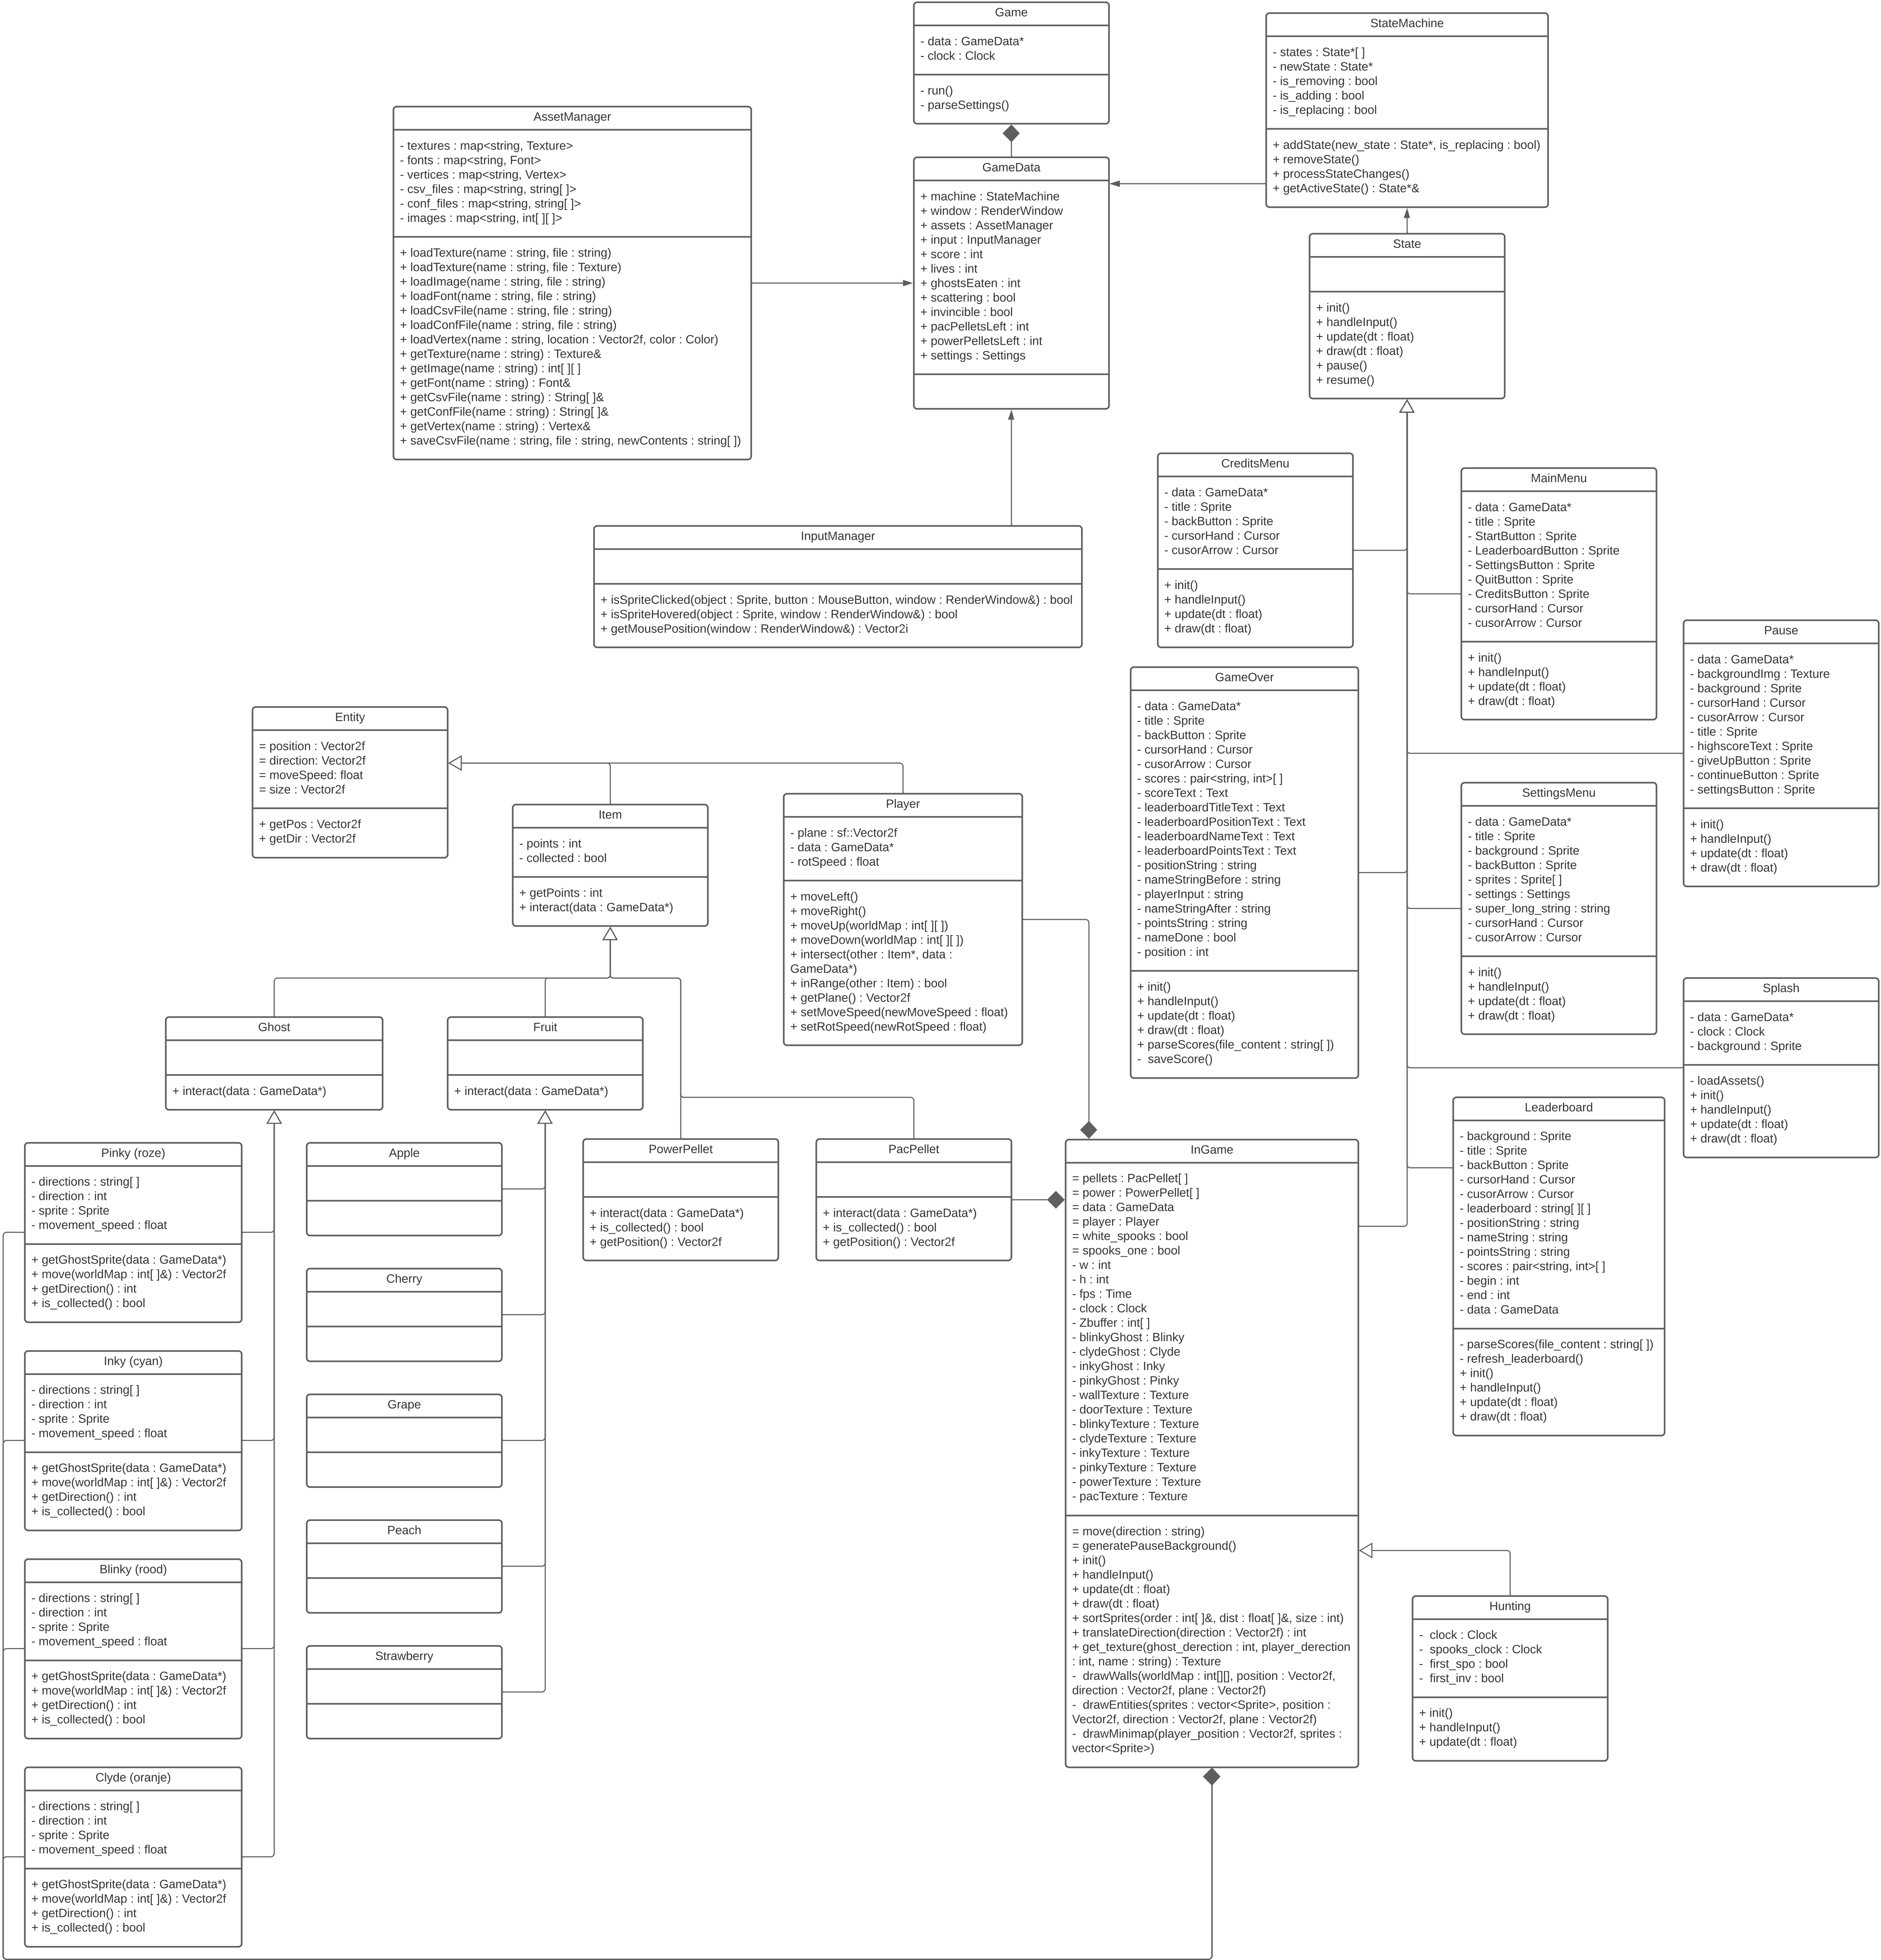 Game
- data : GameData*
- clock : Clock
- run()
- parseSettings()
StateMachine
- states : State*[ ]
- newState : State*
- is_removing : bool
- is_adding : bool
- is_replacing : bool
+ addState(new_state : State*, is_replacing : bool)
+ removeState()
+ processStateChanges()
+ getActiveState() : State*&
AssetManager
- textures : map<string, Texture>
- fonts : map<string, Font>
- vertices : map<string, Vertex>
- csv_files : map<string, string[ ]>
- conf_files : map<string, string[ ]>
- images : map<string, int[ ][ ]>
+ loadTexture(name : string, file : string)
+ loadTexture(name : string, file : Texture)
+ loadImage(name : string, file : string)
+ loadFont(name : string, file : string)
+ loadCsvFile(name : string, file : string)
+ loadConfFile(name : string, file : string)
+ loadVertex(name : string, location : Vector2f, color : Color)
+ getTexture(name : string) : Texture&
+ getImage(name : string) : int[ ][ ]
+ getFont(name : string) : Font&
+ getCsvFile(name : string) : String[ ]&
+ getConfFile(name : string) : String[ ]&
+ getVertex(name : string) : Vertex&
+ saveCsvFile(name : string, file : string, newContents : string[ ])
GameData
+ machine : StateMachine
+ window : RenderWindow
+ assets : AssetManager
+ input : InputManager
+ score : int
+ lives : int
+ ghostsEaten : int
+ scattering : bool
+ invincible : bool
+ pacPelletsLeft : int
+ powerPelletsLeft : int
+ settings : Settings
State
+ init()
+ handleInput()
+ update(dt : float)
+ draw(dt : float)
+ pause()
+ resume()
CreditsMenu
- data : GameData*
- title : Sprite
- backButton : Sprite
- cursorHand : Cursor
- cusorArrow : Cursor
+ init()
+ handleInput()
+ update(dt : float)
+ draw(dt : float)
MainMenu
- data : GameData*
- title : Sprite
- StartButton : Sprite
- LeaderboardButton : Sprite
- SettingsButton : Sprite
- QuitButton : Sprite
- CreditsButton : Sprite
- cursorHand : Cursor
- cusorArrow : Cursor
+ init()
+ handleInput()
+ update(dt : float)
+ draw(dt : float)
InputManager
+ isSpriteClicked(object : Sprite, button : MouseButton, window : RenderWindow&) : bool
+ isSpriteHovered(object : Sprite, window : RenderWindow&) : bool
+ getMousePosition(window : RenderWindow&) : Vector2i
Pause
- data : GameData*
- backgroundImg : Texture
- background : Sprite
- cursorHand : Cursor
- cusorArrow : Cursor
- title : Sprite
- highscoreText : Sprite
- giveUpButton : Sprite
- continueButton : Sprite
- settingsButton : Sprite
+ init()
+ handleInput()
+ update(dt : float)
+ draw(dt : float)
GameOver
- data : GameData*
- title : Sprite
- backButton : Sprite
- cursorHand : Cursor
- cusorArrow : Cursor
- scores : pair<string, int>[ ]
- scoreText : Text
- leaderboardTitleText : Text
- leaderboardPositionText : Text
- leaderboardNameText : Text
- leaderboardPointsText : Text
- positionString : string
- nameStringBefore : string
- playerInput : string
- nameStringAfter : string
- pointsString : string
- nameDone : bool
- position : int
+ init()
+ handleInput()
+ update(dt : float)
+ draw(dt : float)
+ parseScores(file_content : string[ ])
- saveScore()
Entity
= position : Vector2f
= direction: Vector2f
= moveSpeed: float
= size : Vector2f
+ getPos : Vector2f
+ getDir : Vector2f
Item
- points : int
- collected : bool
+ getPoints : int
+ interact(data : GameData*)
Player
- plane : sf::Vector2f
- data : GameData*
- rotSpeed : float
+ moveLeft()
+ moveRight()
+ moveUp(worldMap : int[ ][ ])
+ moveDown(worldMap : int[ ][ ])
+ intersect(other : Item*, data :
GameData*)
+ inRange(other : Item) : bool
+ getPlane() : Vector2f
+ setMoveSpeed(newMoveSpeed : float)
+ setRotSpeed(newRotSpeed : float)
SettingsMenu
- data : GameData*
- title : Sprite
- background : Sprite
- backButton : Sprite
- sprites : Sprite[ ]
- settings : Settings
- super_long_string : string
- cursorHand : Cursor
- cusorArrow : Cursor
+ init()
+ handleInput()
+ update(dt : float)
+ draw(dt : float)
Splash
- data : GameData*
- clock : Clock
- background : Sprite
- loadAssets()
+ init()
+ handleInput()
+ update(dt : float)
+ draw(dt : float)
Ghost
+ interact(data : GameData*)
Fruit
+ interact(data : GameData*)
Leaderboard
- background : Sprite
- title : Sprite
- backButton : Sprite
- cursorHand : Cursor
- cusorArrow : Cursor
- leaderboard : string[ ][ ]
- positionString : string
- nameString : string
- pointsString : string
- scores : pair<string, int>[ ]
- begin : int
- end : int
- data : GameData
- parseScores(file_content : string[ ])
- refresh_leaderboard()
+ init()
+ handleInput()
+ update(dt : float)
+ draw(dt : float)
Pinky (roze)
- directions : string[ ]
- direction : int
- sprite : Sprite
- movement_speed : float
+ getGhostSprite(data : GameData*)
+ move(worldMap : int[ ]&) : Vector2f
+ getDirection() : int
+ is_collected() : bool
Apple
PowerPellet
+ interact(data : GameData*)
+ is_collected() : bool
+ getPosition() : Vector2f
PacPellet
+ interact(data : GameData*)
+ is_collected() : bool
+ getPosition() : Vector2f
InGame
= pellets : PacPellet[ ]
= power : PowerPellet[ ]
= data : GameData
= player : Player
= white_spooks : bool
= spooks_one : bool
- w : int
- h : int
- fps : Time
- clock : Clock
- Zbuffer : int[ ]
- blinkyGhost : Blinky
- clydeGhost : Clyde
- inkyGhost : Inky
- pinkyGhost : Pinky
- wallTexture : Texture
- doorTexture : Texture
- blinkyTexture : Texture
- clydeTexture : Texture
- inkyTexture : Texture
- pinkyTexture : Texture
- powerTexture : Texture
- pacTexture : Texture
= move(direction : string)
= generatePauseBackground()
+ init()
+ handleInput()
+ update(dt : float)
+ draw(dt : float)
+ sortSprites(order : int[ ]&, dist : float[ ]&, size : int)
+ translateDirection(direction : Vector2f) : int
+ get_texture(ghost_derection : int, player_derection
: int, name : string) : Texture
- drawWalls(worldMap : int[][], position : Vector2f,
direction : Vector2f, plane : Vector2f)
- drawEntities(sprites : vector<Sprite>, position :
Vector2f, direction : Vector2f, plane : Vector2f)
- drawMinimap(player_position : Vector2f, sprites :
vector<Sprite>)
Cherry
Inky (cyan)
- directions : string[ ]
- direction : int
- sprite : Sprite
- movement_speed : float
+ getGhostSprite(data : GameData*)
+ move(worldMap : int[ ]&) : Vector2f
+ getDirection() : int
+ is_collected() : bool
Grape
Peach
Blinky (rood)
- directions : string[ ]
- direction : int
- sprite : Sprite
- movement_speed : float
+ getGhostSprite(data : GameData*)
+ move(worldMap : int[ ]&) : Vector2f
+ getDirection() : int
+ is_collected() : bool
Strawberry
Hunting
- clock : Clock
- spooks_clock : Clock
- first_spo : bool
- first_inv : bool
+ init()
+ handleInput()
+ update(dt : float)
Clyde (oranje)
- directions : string[ ]
- direction : int
- sprite : Sprite
- movement_speed : float
+ getGhostSprite(data : GameData*)
+ move(worldMap : int[ ]&) : Vector2f
+ getDirection() : int
+ is_collected() : bool